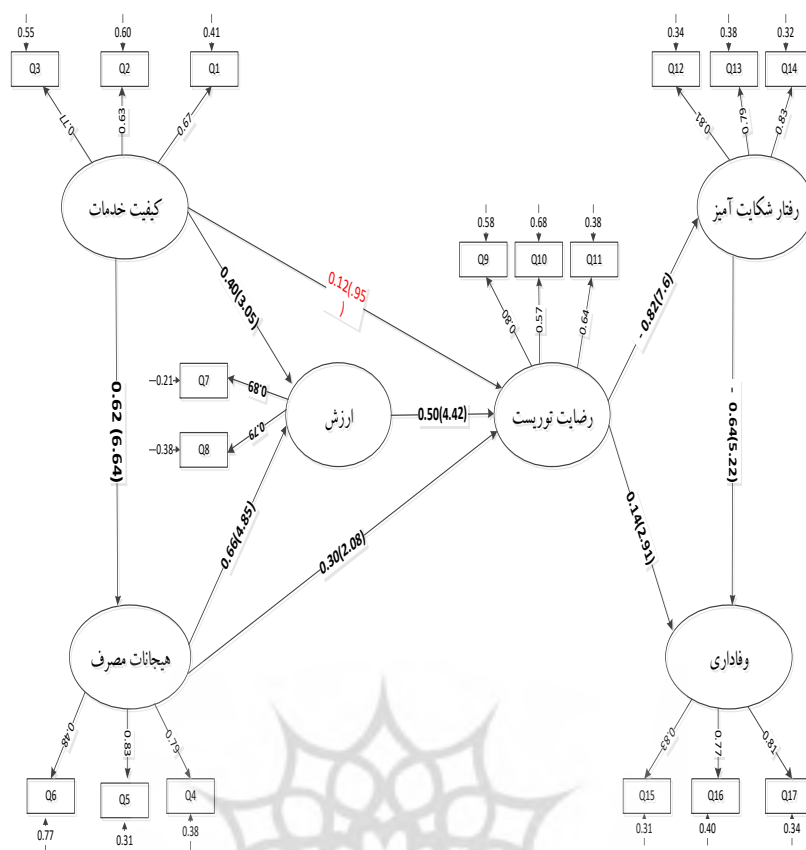 0.55 0.60 0.41
Q3 Q2 Q1
0.77 0.63 0.67
کیفیت خدمات
0.34 0.38 0.32
Q12 Q13 Q14
0.81 0.79 0.83
رفتار شکایت آمیز
0.58 0.68 0.38
Q9 Q10 Q11
0.80 0.57 0.64
رضایت توریست
0.12(.95
)
0.40(3.05)
-0.21 Q7 0.89
-0.38 Q8 0.79
ارزش
0.50(4.42)
- 0.82(7.6)
0.62 (6.64)
0.66(4.85)
0.30(2.08)
0.14(2.91)
- 0.64(5.22)
هیجانات مصرف
0.48 0.83 0.79
Q6 Q5 Q4
0.77 0.31 0.38
وفاداری
0.83 0.77 0.81
Q15 Q16 Q17
0.31 0.40 0.34